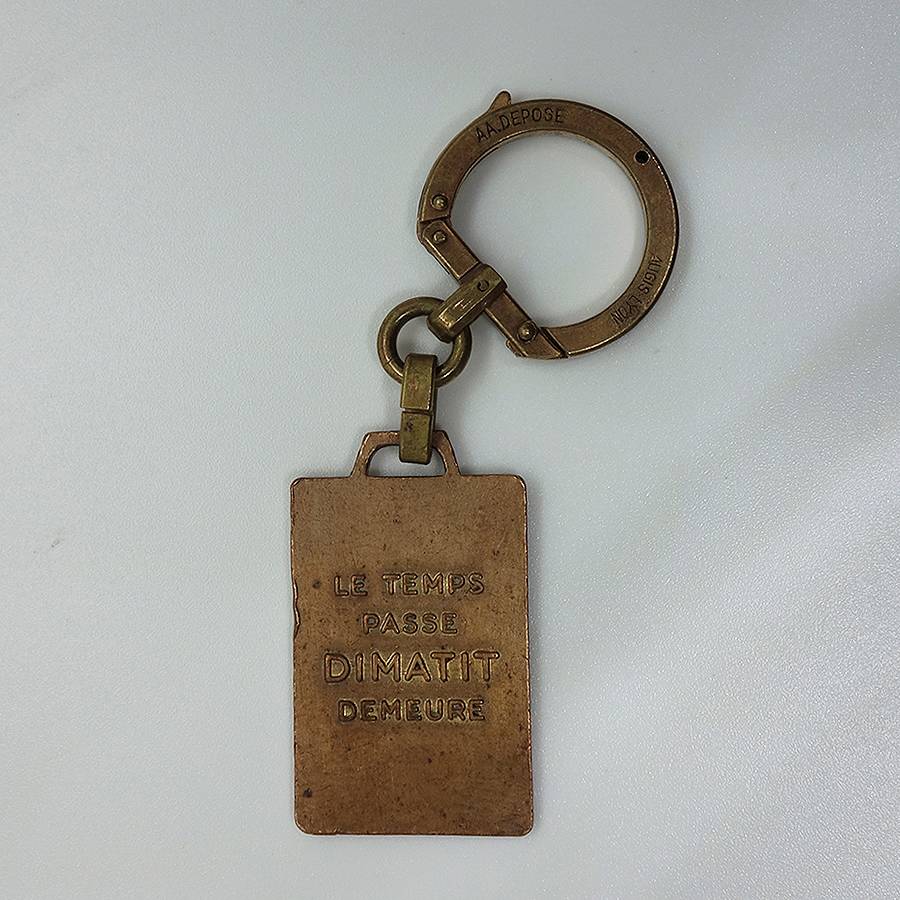 AA.DEPOSE
AUGIS LYON
LE TEMPS
PASSE
DIMATIT
DEMEURE